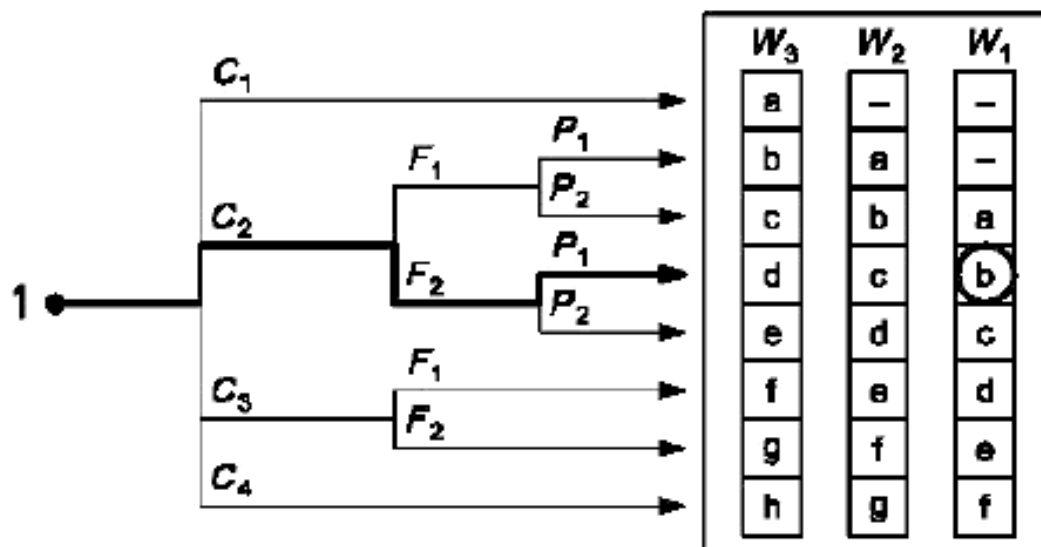 W3 W2 W1
C1 a – –
P1
F1 b a –
P2
C2 c b a
P1
F2 d c b
1
P2
e d c
F1
C3 f e d
F2
g f e
C4
h g f